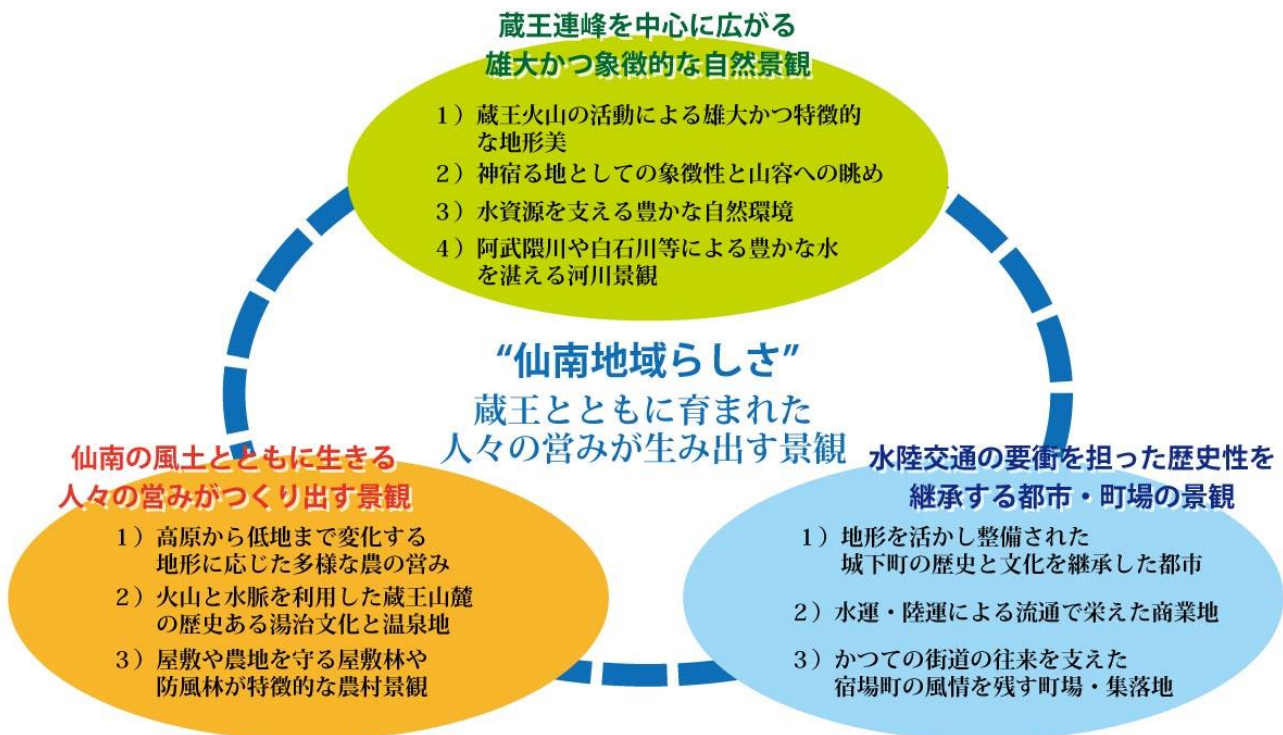 蔵王連峰を中心に広がる
雄大かつ象徴的な自然景観
1）蔵王火山の活動による雄大かつ特徴的
な地形美
2）神宿る地としての象徴性と山容への眺め
3）水資源を支える豊かな自然環境
4）阿武隈川や白石川等による豊かな水
を湛える河川景観
“仙南地域らしさ”
蔵王とともに育まれた
人々の営みが生み出す景観
仙南の風土とともに生きる
人々の営みがつくり出す景観
1）高原から低地まで変化する
地形に応じた多様な農の営み
2）火山と水脈を利用した蔵王山麓
の歴史ある湯治文化と温泉地
3）屋敷や農地を守る屋敷林や
防風林が特徴的な農村景観
水陸交通の要衝を担った歴史性を
継承する都市・町場の景観
1）地形を活かし整備された
城下町の歴史と文化を継承した都市
2）水運・陸運による流通で栄えた商業地
3）かつての街道の往来を支えた
宿場町の風情を残す町場・集落地